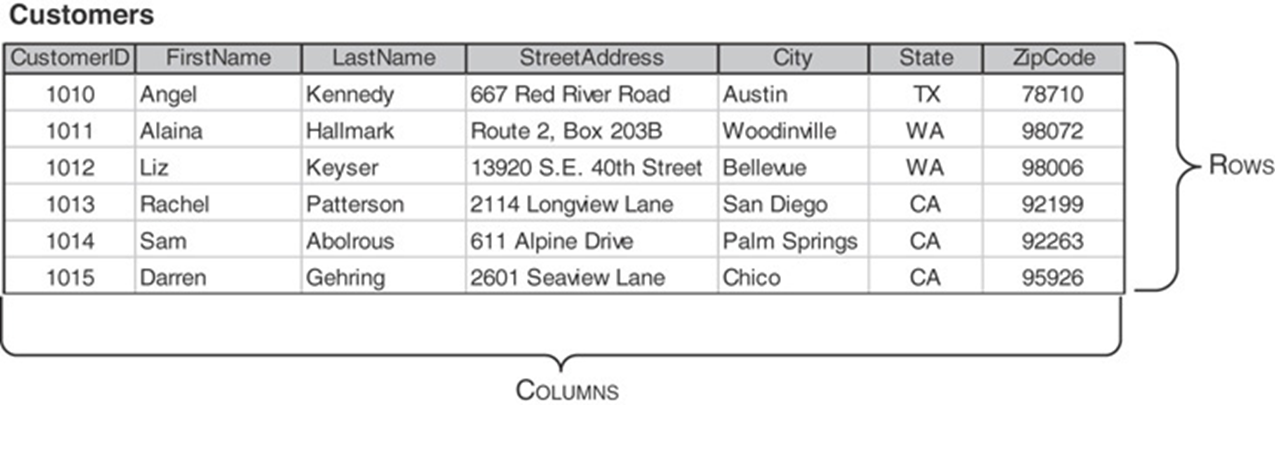 Customers
CustomerID FirstName LastName StreetAddress City State ZipCode
1010 Angel Kennedy 667 Red River Road Austin TX 78710
1011 Alaina Hallmark Route 2, Box 203B Woodinville WA 98072
1012 Liz Keyser 13920 S.E. 40th Street Bellevue WA 98006
1013 Rachel Patterson 2114 Longview Lane San Diego CA 92199
1014 Sam Abolrous 611 Alpine Drive Palm Springs CA 92263
1015 Darren Gehring 2601 Seaview Lane Chico CA 95926
ROWS
COLUMNS